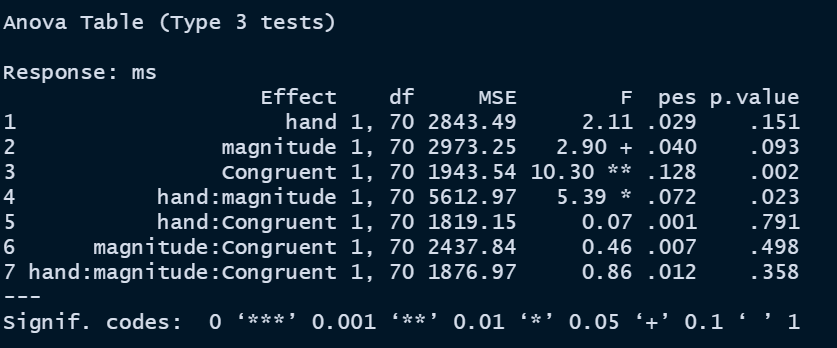 Anova Table (Type 3 tests)
Response: ms
Effect df MSE F pes p.value
1 hand 1, 70 2843.49 2.11 .029 .151
2 magnitude 1, 70 2973.25 2.90 + .040 .093
3 Congruent 1, 70 1943.54 10.30 ** .128 .002
4 hand:magnitude 1, 70 5612.97 5.39 * .072 .023
5 hand:Congruent 1, 70 1819.15 0.07 .001 .791
6 magnitude:Congruent 1, 70 2437.84 0.46 .007 .498
7 hand:magnitude:Congruent 1, 70 1876.97 0.86 .012 .358
---
Signif. codes: 0 ‘***’ 0.001 ‘**’ 0.01 ‘*’ 0.05 ‘+’ 0.1 ‘ ’ 1